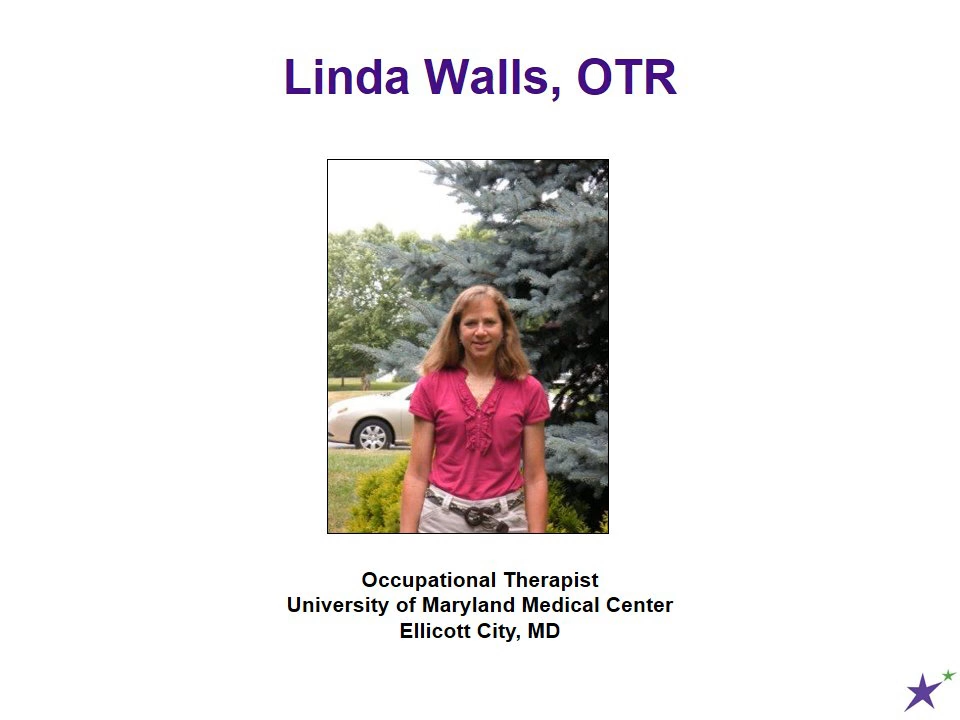 Linda Walls, OTR
Occupational Therapist
University of Maryland Medical Center
Ellicott City, MD